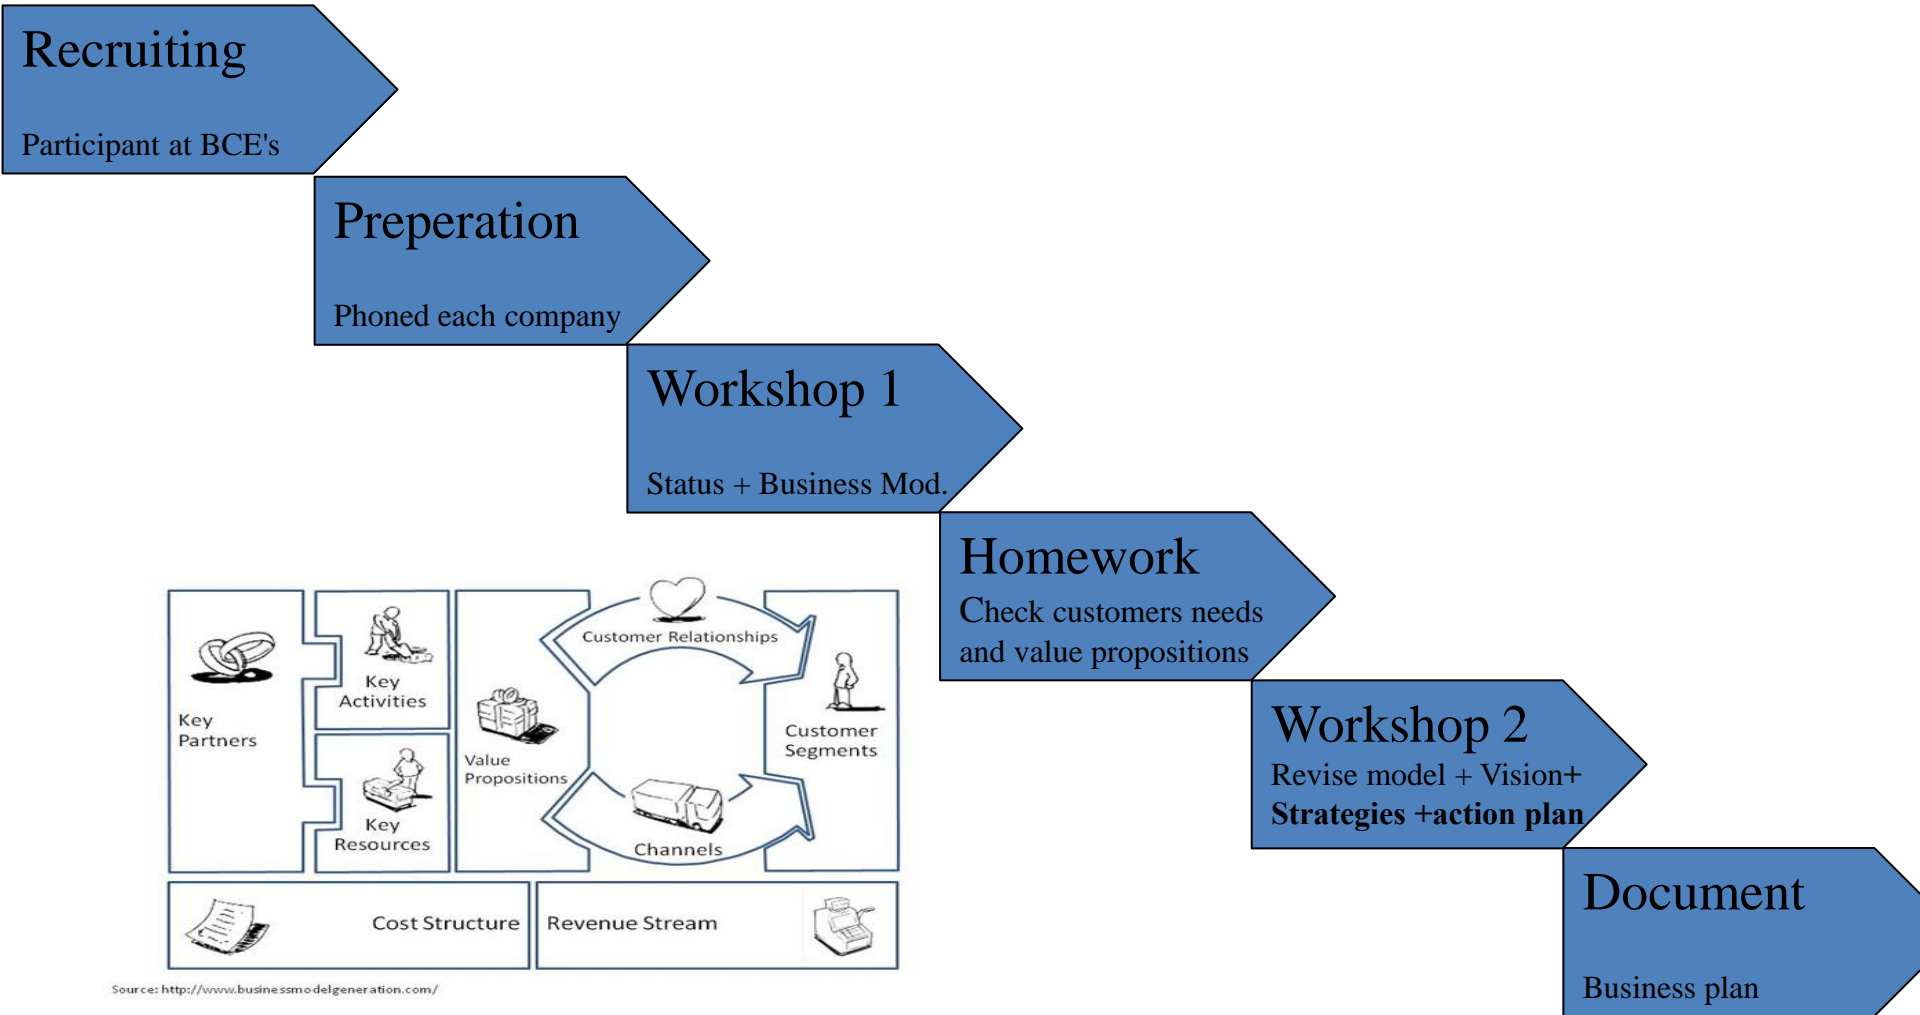 Recruiting
Participant at BCE's
Preperation
Phoned each company
Workshop 1
Status + Business Mod.
Homework
Check customers needs
and value propositions
Workshop 2
Revise model + Vision+
Strategies +action plan
Document
Business plan
Key
Partners
Key
Activities
Key
Resources
Value
Propositions
Customer Relationships
Channels
Customer
Segments
Cost Structure
Revenue Stream
Source: http://www.businessmodelgeneration.com/